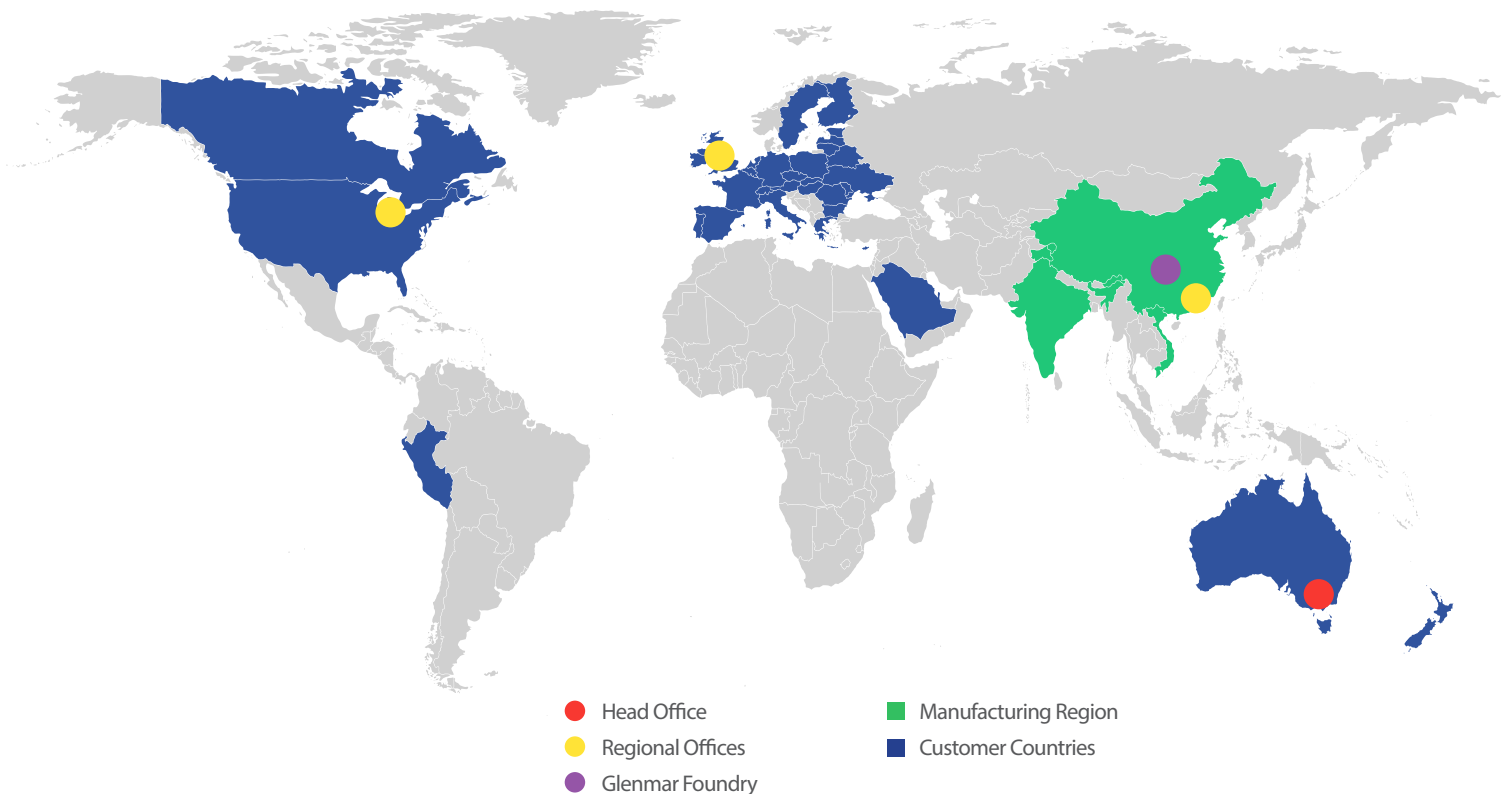 Head Office
Regional Offices
Glenmar Foundry
Manufacturing Region
Customer Countries